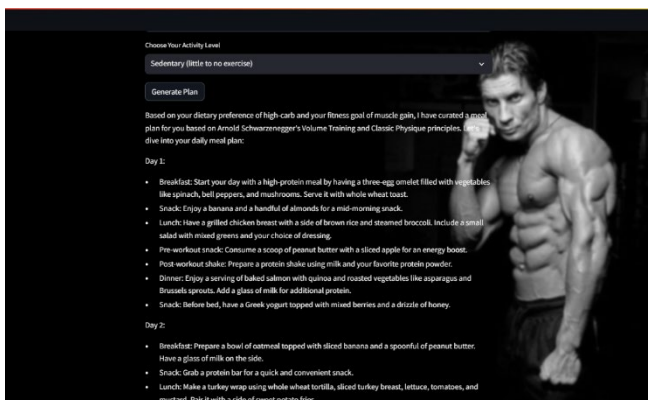 Choose Your Activity Level
Sedentary (little to no exercise)
Generate Plan
Based on your dietary preference of high-carb and your fitness goal of muscle gain, I have curated a meal
plan for you based on Arnold Schwarzenegger's Volume Training and Classic Physique principles. Let's
dive into your daily meal plan:
Day 1:
• Breakfast: Start your day with a high-protein meal by having a three-egg omelet filled with vegetables
like spinach, bell peppers, and mushrooms. Serve it with whole wheat toast.
• Snack: Enjoy a banana and a handful of almonds for a mid-morning snack.
• Lunch: Have a grilled chicken breast with a side of brown rice and steamed broccoli. Include a small
salad with mixed greens and your choice of dressing.
• Pre-workout snack: Consume a scoop of peanut butter with a sliced apple for an energy boost.
• Post-workout shake: Prepare a protein shake using milk and your favorite protein powder.
• Dinner: Enjoy a serving of baked salmon with quinoa and roasted vegetables like asparagus and
Brussels sprouts. Add a glass of milk for additional protein.
• Snack: Before bed, have a Greek yogurt topped with mixed berries and a drizzle of honey.
Day 2:
• Breakfast: Prepare a bowl of oatmeal topped with sliced banana and a spoonful of peanut butter.
Have a glass of milk on the side.
• Snack: Grab a protein bar for a quick and convenient snack.
• Lunch: Make a turkey wrap using whole wheat tortilla, sliced turkey breast, lettuce, tomatoes, and
mustard. Pair it with a side of sweet potato fries.